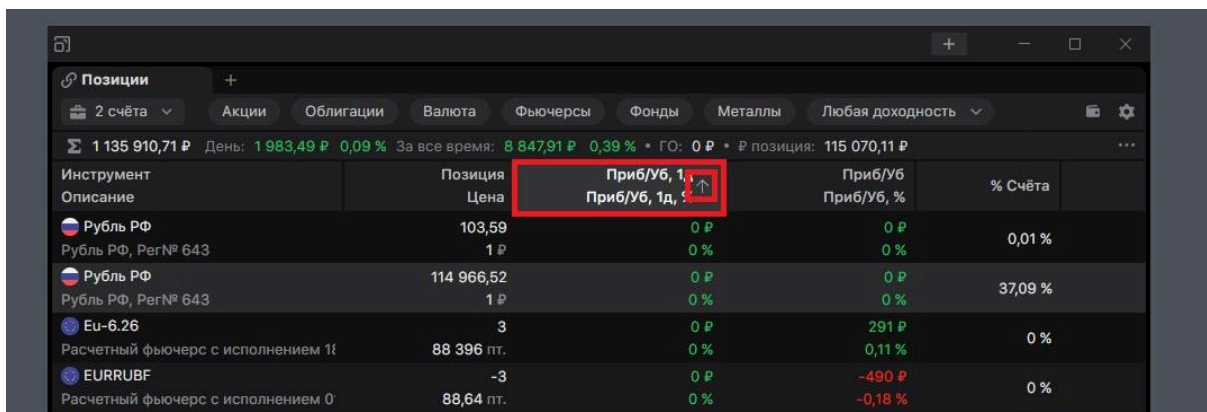 Позиции
2 счёта Акции Облигации Валюта Фьючерсы Фонды Металлы Любая доходность
Σ 1 135 910,71 ₽ День: 1 983,49 ₽ 0,09 % За все время: 8 847,91 ₽ 0,39 % • ГО: 0 ₽ • ₽ позиция: 115 070,11 ₽
Инструмент Позиция Приб/Уб, 1д Приб/Уб % Счёта
Описание Цена Приб/Уб, 1д, % Приб/Уб, %
Рубль РФ 103,59 0 ₽ 0 ₽ 0,01 %
Рубль РФ, Рег№ 643 1 ₽ 0 % 0 %
Рубль РФ 114 966,52 0 ₽ 0 ₽ 37,09 %
Рубль РФ, Рег№ 643 1 ₽ 0 % 0 %
Eu-6.26 3 0 ₽ 291 ₽ 0 %
Расчетный фьючерс с исполнением 18 88 396 пт. 0 % 0,11 %
EURRUBF -3 0 ₽ -490 ₽ 0 %
Расчетный фьючерс с исполнением 0 88,64 пт. 0 % -0,18 %